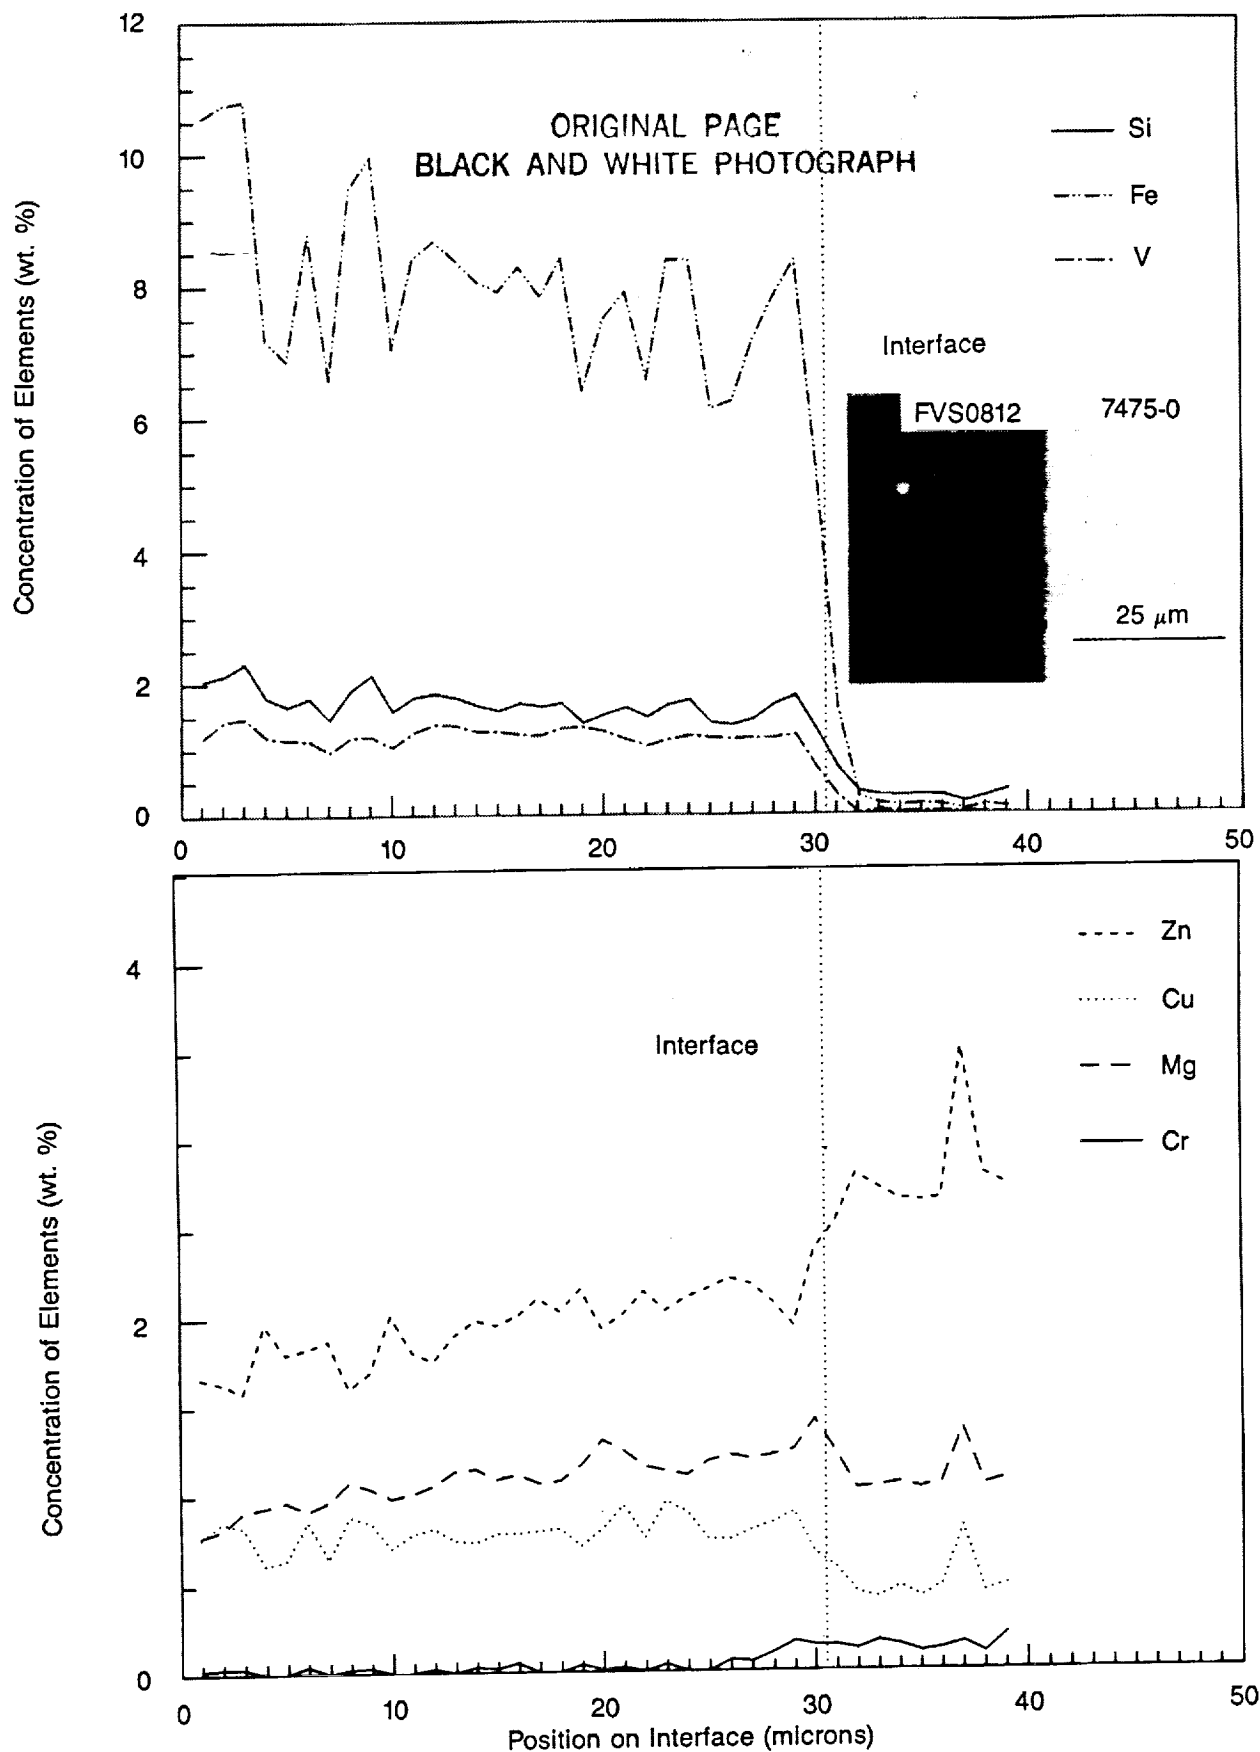 12
ORIGINAL PAGE
BLACK AND WHITE PHOTOGRAPH
Si
Fe
V
10
8
6
4
2
0
Concentration of Elements (wt. %)
Interface
FVS0812
7475-0
25 μm
0
10
20
30
40
50
Zn
Cu
Mg
Cr
4
2
0
Interface
Concentration of Elements (wt. %)
0
10
20
30
40
50
Position on Interface (microns)